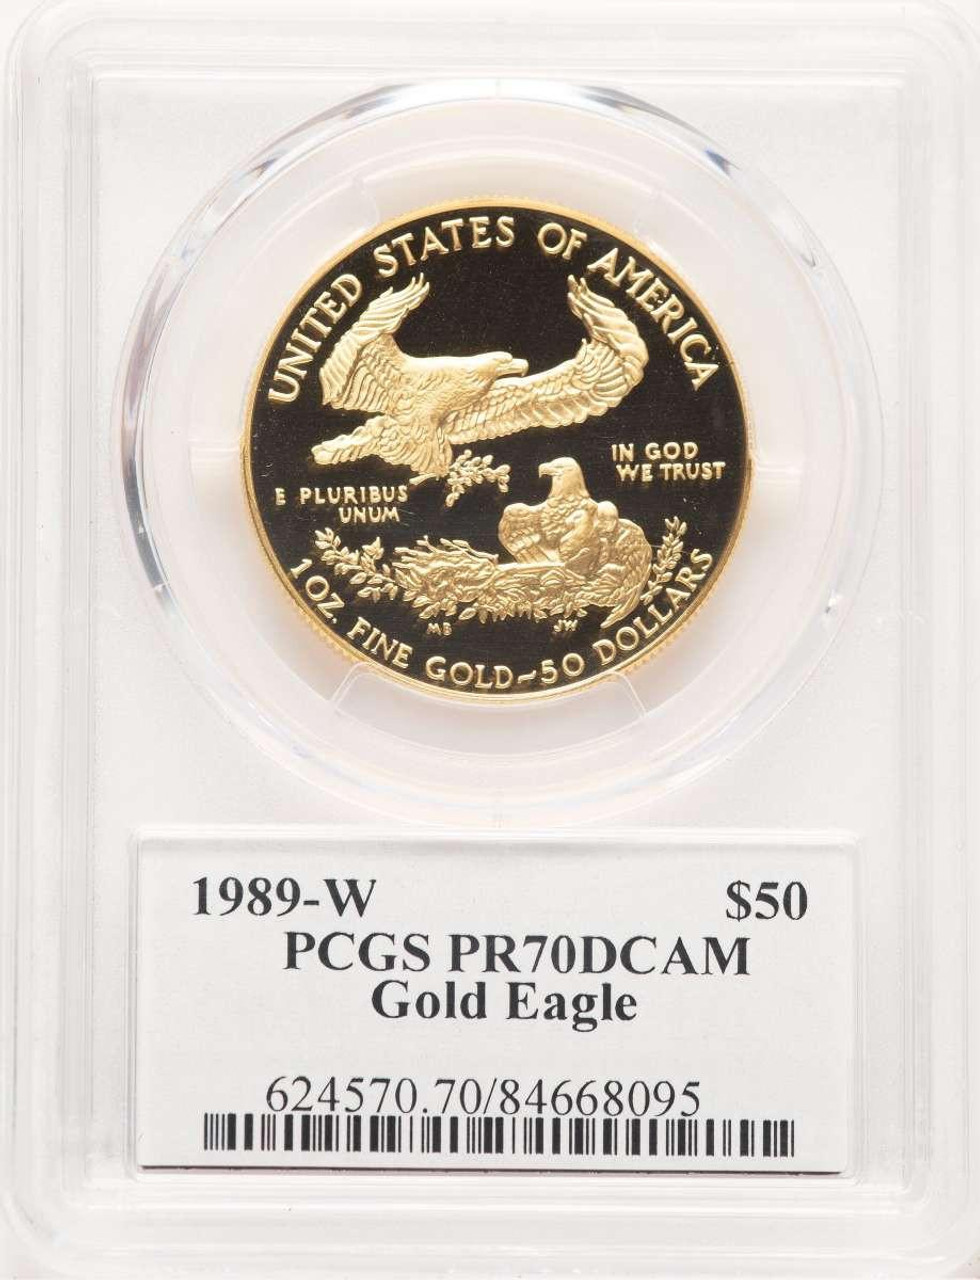 UNITED STATES OF AMERICA
IN GOD
WE TRUST
E PLURIBUS
UNUM
MB
JW
1 OZ. FINE GOLD~50 DOLLARS
1989-W $50
PCGS PR70DCAM
Gold Eagle
624570.70/84668095